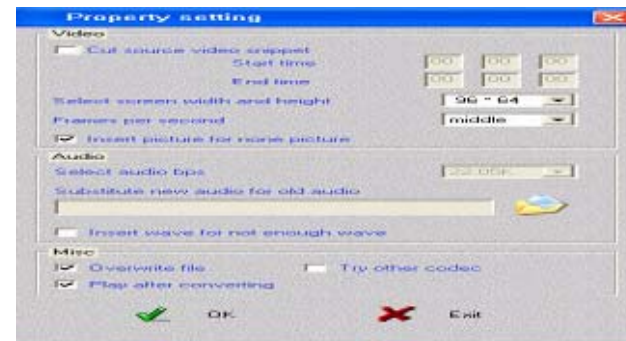 Property setting
Video
Cut source video snippet
Start time 00 00 00
End time 00 00 00
Select screen width and height 96 * 64
Frames per second middle
Insert picture for none picture
Audio
Select audio bps 22.05K
Substitute new audio for old audio
Insert wave for not enough wave
Misc
Overwrite file Try other codec
Play after converting
OK Exit